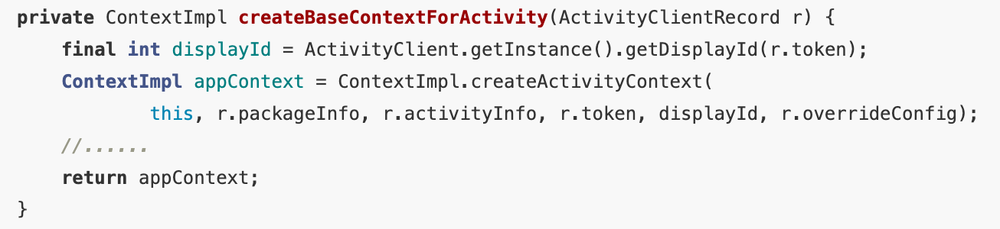 private ContextImpl createBaseContextForActivity(ActivityClientRecord r) {
    final int displayId = ActivityClient.getInstance().getDisplayId(r.token);
    ContextImpl appContext = ContextImpl.createActivityContext(
            this, r.packageInfo, r.activityInfo, r.token, displayId, r.overrideConfig);
    //......
    return appContext;
}